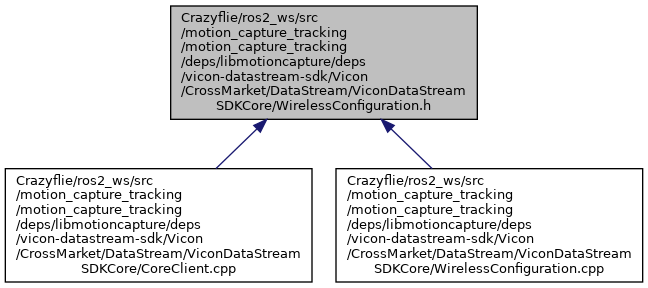 Crazyflie/ros2_ws/src
/motion_capture_tracking
/motion_capture_tracking
/deps/libmotioncapture/deps
/vicon-datastream-sdk/Vicon
/CrossMarket/DataStream/ViconDataStream
SDKCore/WirelessConfiguration.h
Crazyflie/ros2_ws/src
/motion_capture_tracking
/motion_capture_tracking
/deps/libmotioncapture/deps
/vicon-datastream-sdk/Vicon
/CrossMarket/DataStream/ViconDataStream
SDKCore/CoreClient.cpp
Crazyflie/ros2_ws/src
/motion_capture_tracking
/motion_capture_tracking
/deps/libmotioncapture/deps
/vicon-datastream-sdk/Vicon
/CrossMarket/DataStream/ViconDataStream
SDKCore/WirelessConfiguration.cpp